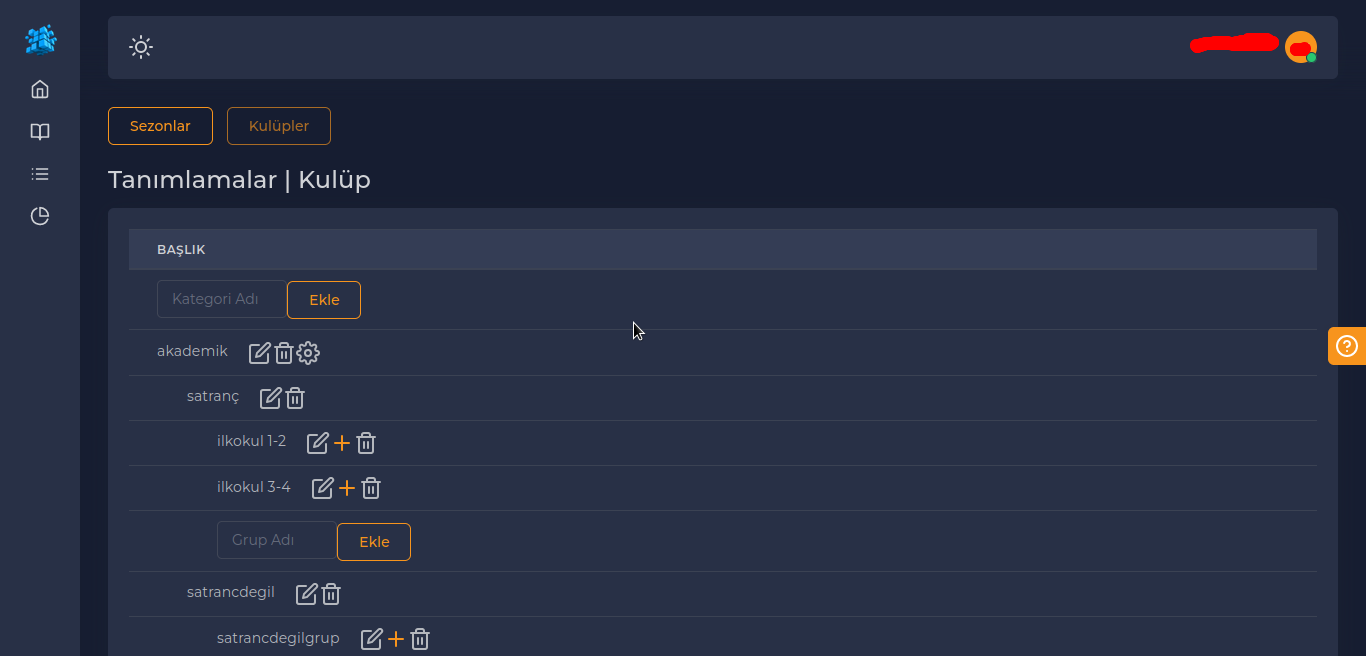 Sezonlar
Kulüpler
Tanımlamalar | Kulüp
BAŞLIK
Kategori Adı
Ekle
akademik
satranç
ilkokul 1-2
ilkokul 3-4
Grup Adı
Ekle
satrancdegil
satrancdegilgrup